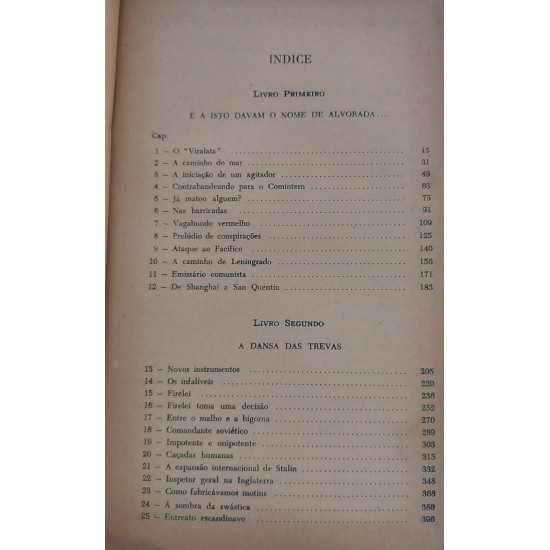 INDICE
LIVRO PRIMEIRO
E A ISTO DAVAM O NOME DE ALVORADA...
Cap.
1 — O "Viralata" 15
2 — A caminho do mar 31
3 — A iniciação de um agitador 49
4 — Contrabandeando para o Comintern 63
5 — Já matou alguem? 75
6 — Nas barricadas 91
7 — Vagabundo vermelho 109
8 — Prelúdio de conspirações 125
9 — Ataque ao Pacífico 140
10 — A caminho de Leningrado 156
11 — Emissário comunista 171
12 — De Shanghai a San Quentin 183
LIVRO SEGUNDO
A DANSA DAS TREVAS
13 — Novos instrumentos 205
14 — Os infalíveis 220
15 — Firelei 236
16 — Firelei toma uma decisão 252
17 — Entre o malho e a bigorna 270
18 — Comandante soviético 289
19 — Impotente e onipotente 303
20 — Caçadas humanas 315
21 — A expansão internacional de Stalin 332
22 — Inspetor geral na Inglaterra 348
23 — Como fabricávamos motins 368
24 — Á sombra da swástica 388
25 — Entreato escandinavo 396